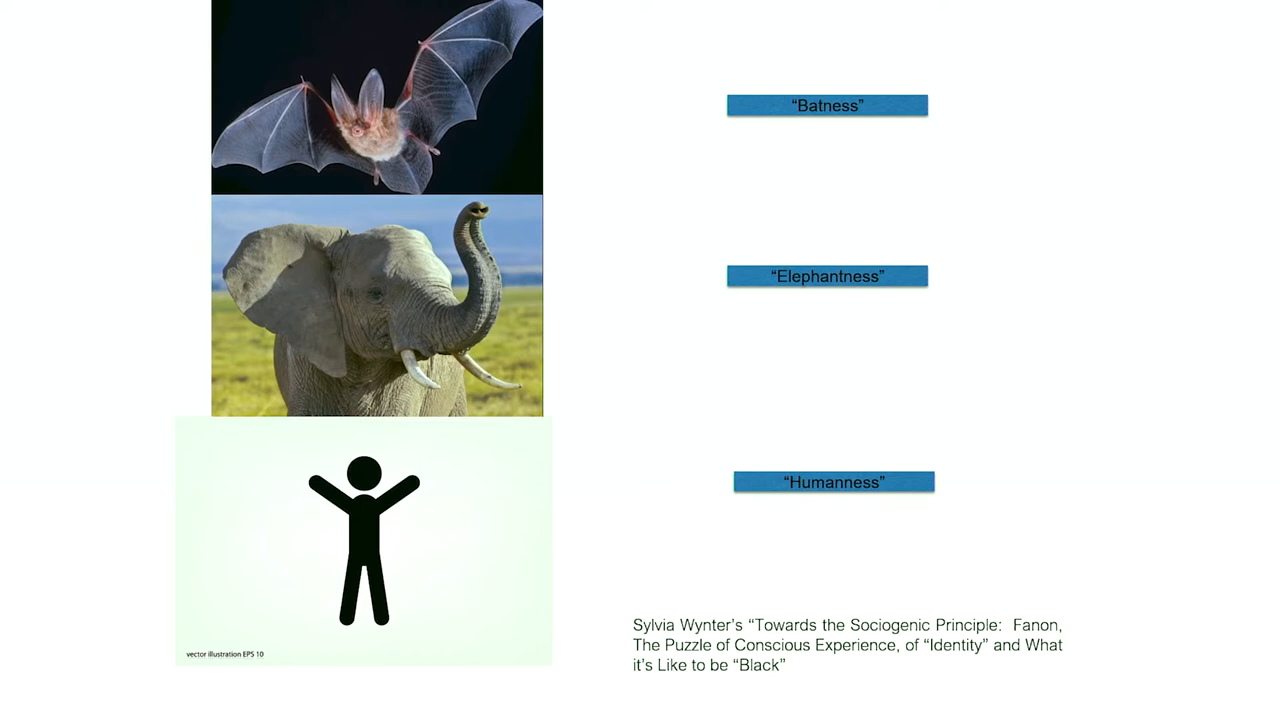 “Batness”
“Elephantness”
“Humanness”
vector illustration EPS 10
Sylvia Wynter’s “Towards the Sociogenic Principle:  Fanon,
The Puzzle of Conscious Experience, of “Identity” and What
it’s Like to be “Black”